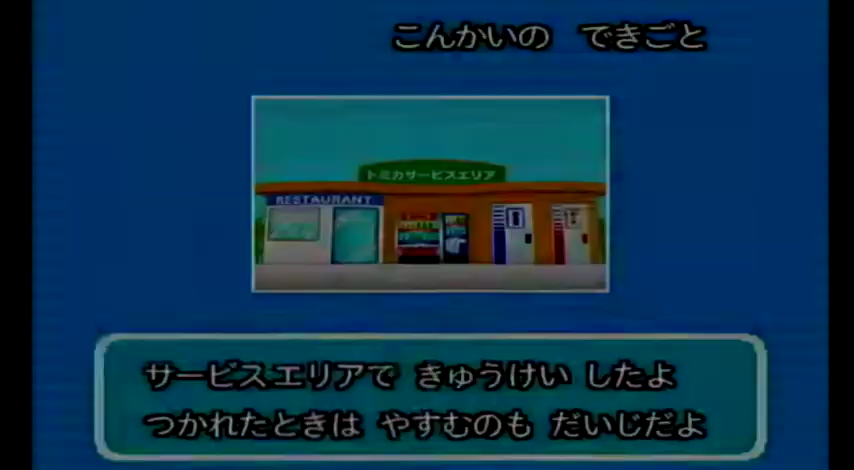 こんかいの　できごと
トミカサービスエリア
RESTAURANT
サービスエリアで きゅうけい したよ
つかれたときは やすむのも だいじだよ